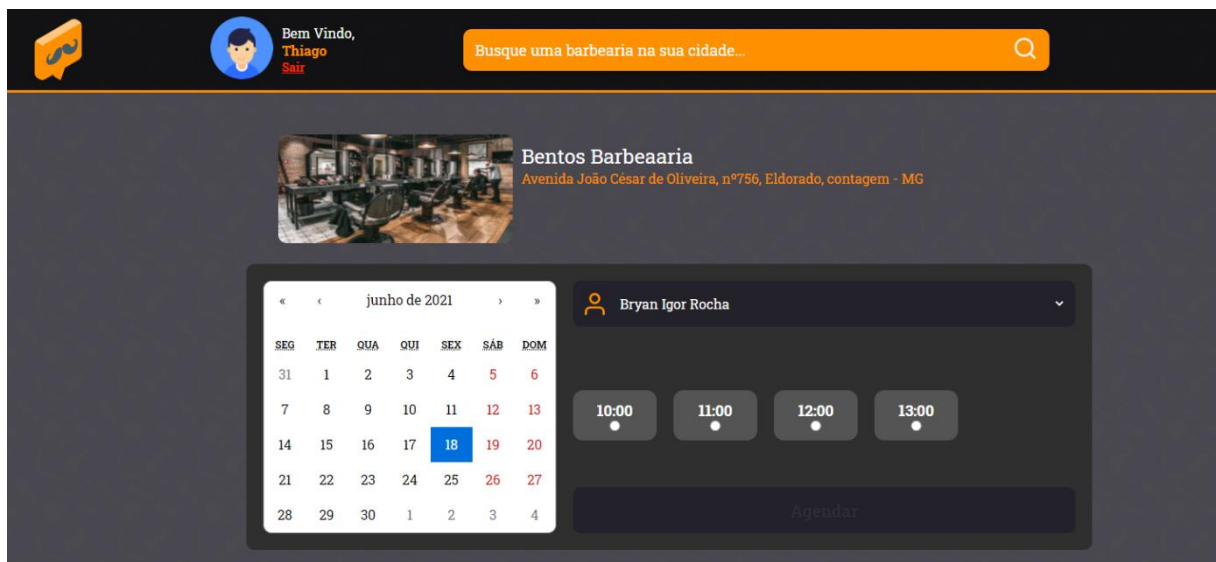 Bem Vindo,
Thiago
Sair
Busque uma barbearia na sua cidade...
Bentos Barbeaaria
Avenida João César de Oliveira, nº756, Eldorado, contagem - MG
« ‹ junho de 2021 › »
SEG TER QUA QUI SEX SÁB DOM
31 1 2 3 4 5 6
7 8 9 10 11 12 13
14 15 16 17 18 19 20
21 22 23 24 25 26 27
28 29 30 1 2 3 4
Bryan Igor Rocha
10:00 11:00 12:00 13:00
Agendar